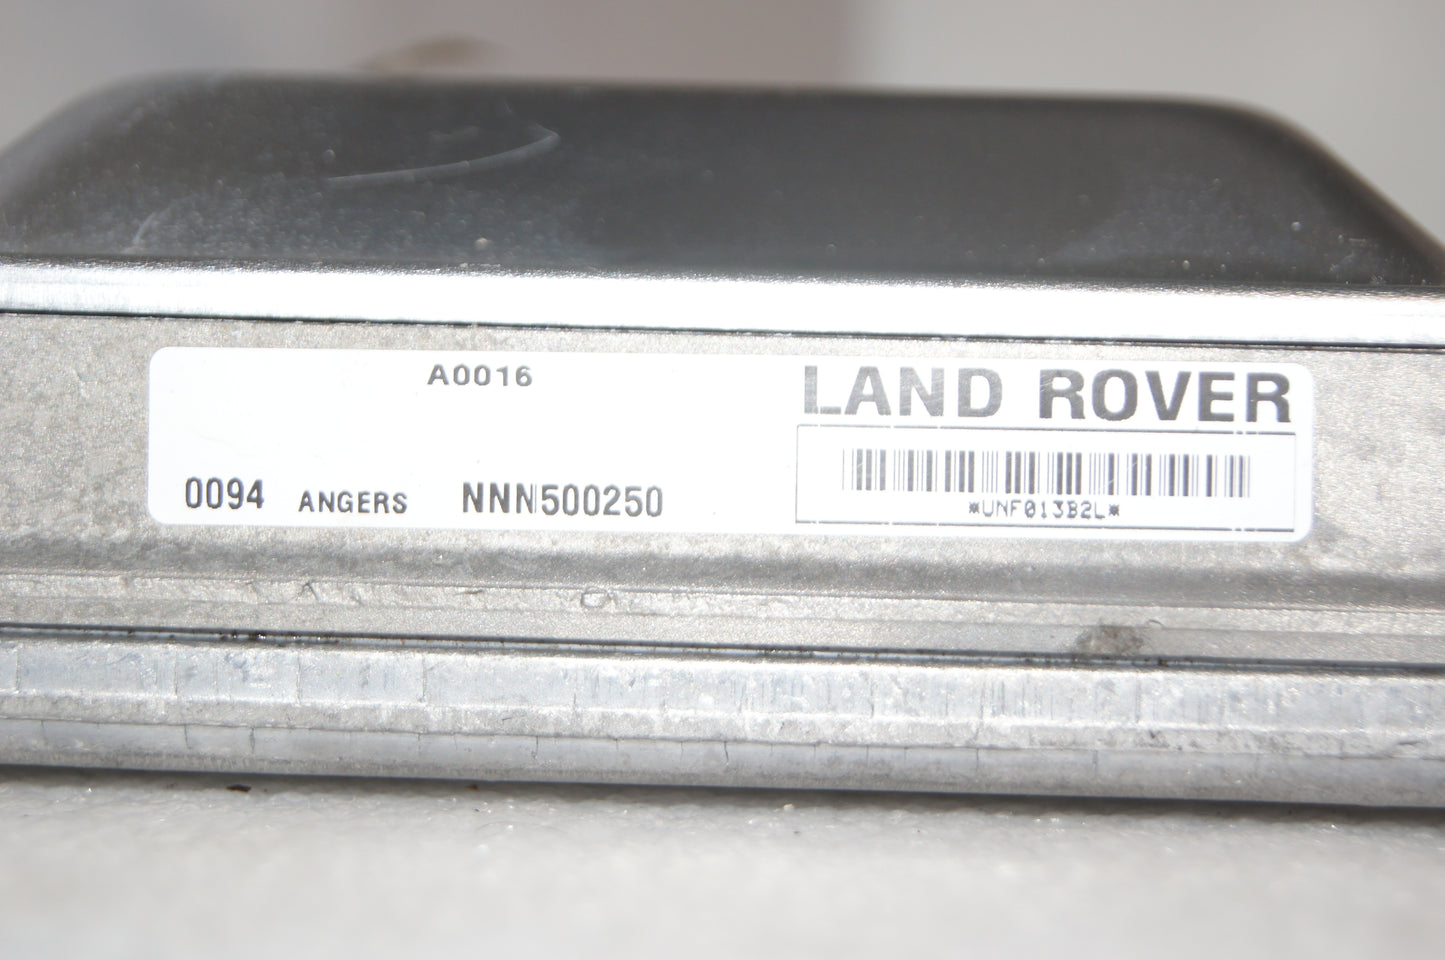 A0016
LAND ROVER
0094 ANGERS NNN500250
*UNF013B2L*